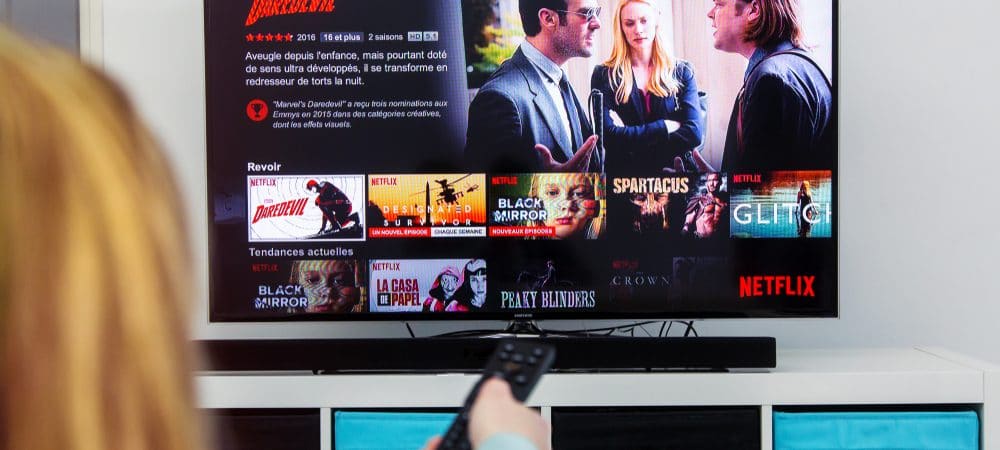 DAREDEVIL
2016 16 et plus 2 saisons HD 5.1
Aveugle depuis l'enfance, mais pourtant doté
de sens ultra développés, il se transforme en
redresseur de torts la nuit.
"Marvel's Daredevil" a reçu trois nominations aux
Emmys en 2015 dans des catégories créatives,
dont les effets visuels.
Revoir
NETFLIX
DAREDEVIL
NETFLIX
DESIGNATED
SURVIVOR
UN NOUVEL ÉPISODE CHAQUE SEMAINE
NETFLIX
BLACK
MIRROR
NOUVEAUX ÉPISODES
SPARTACUS
NETFLIX
GLITCH
Tendances actuelles
NETFLIX
BLACK
MIRROR
NETFLIX
LA CASA
DE PAPEL
PEAKY BLINDERS
NETFLIX
CROWN
NETFLIX
SAMSUNG